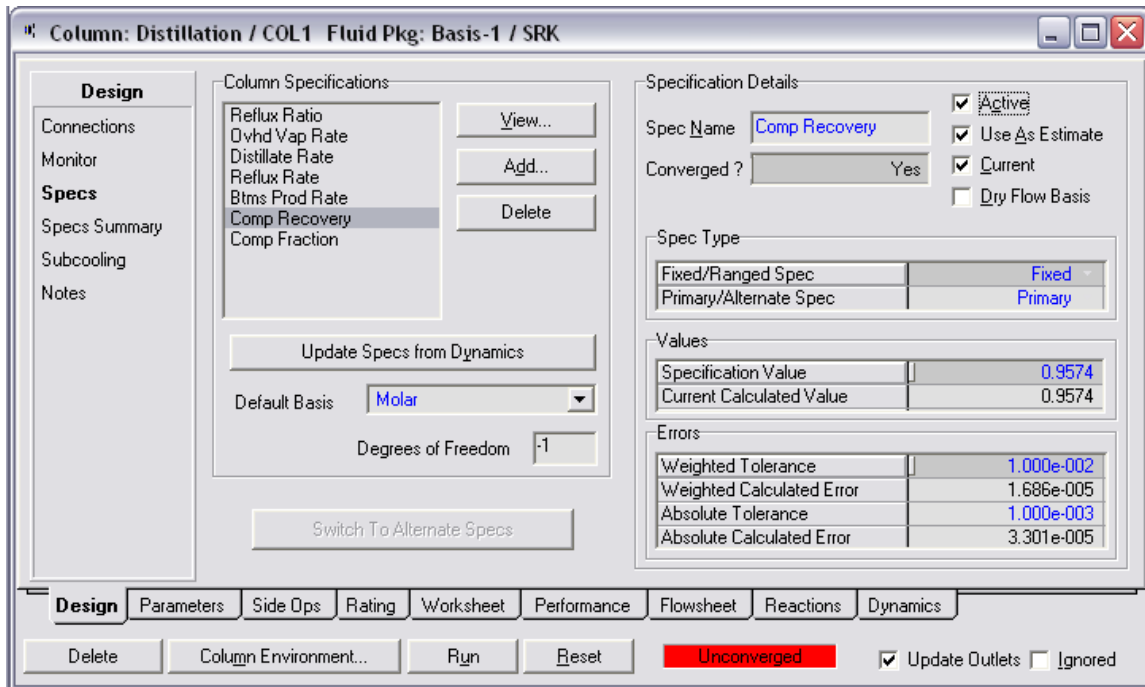 Column: Distillation / COL1 Fluid Pkg: Basis-1 / SRK
Design
Connections
Monitor
Specs
Specs Summary
Subcooling
Notes
Column Specifications
Reflux Ratio
Ovhd Vap Rate
Distillate Rate
Reflux Rate
Btms Prod Rate
Comp Recovery
Comp Fraction
View...
Add...
Delete
Update Specs from Dynamics
Default Basis Molar
Degrees of Freedom -1
Switch To Alternate Specs
Specification Details
Spec Name Comp Recovery
Converged ? Yes
Active
Use As Estimate
Current
Dry Flow Basis
Spec Type
Fixed/Ranged Spec Fixed
Primary/Alternate Spec Primary
Values
Specification Value 0.9574
Current Calculated Value 0.9574
Errors
Weighted Tolerance 1.000e-002
Weighted Calculated Error 1.686e-005
Absolute Tolerance 1.000e-003
Absolute Calculated Error 3.301e-005
Design Parameters Side Ops Rating Worksheet Performance Flowsheet Reactions Dynamics
Delete Column Environment... Run Reset Unconverged Update Outlets Ignored